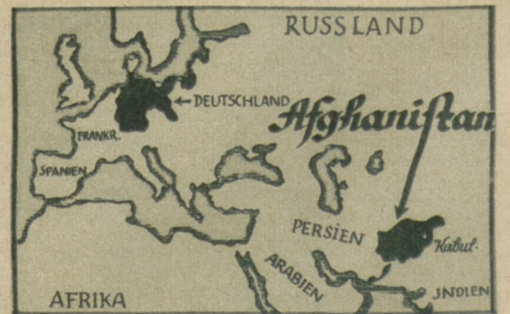 RUSSLAND
DEUTSCHLAND
Afghanistan
FRANKR.
SPANIEN
PERSIEN
Kabul.
ARABIEN
AFRIKA
INDIEN